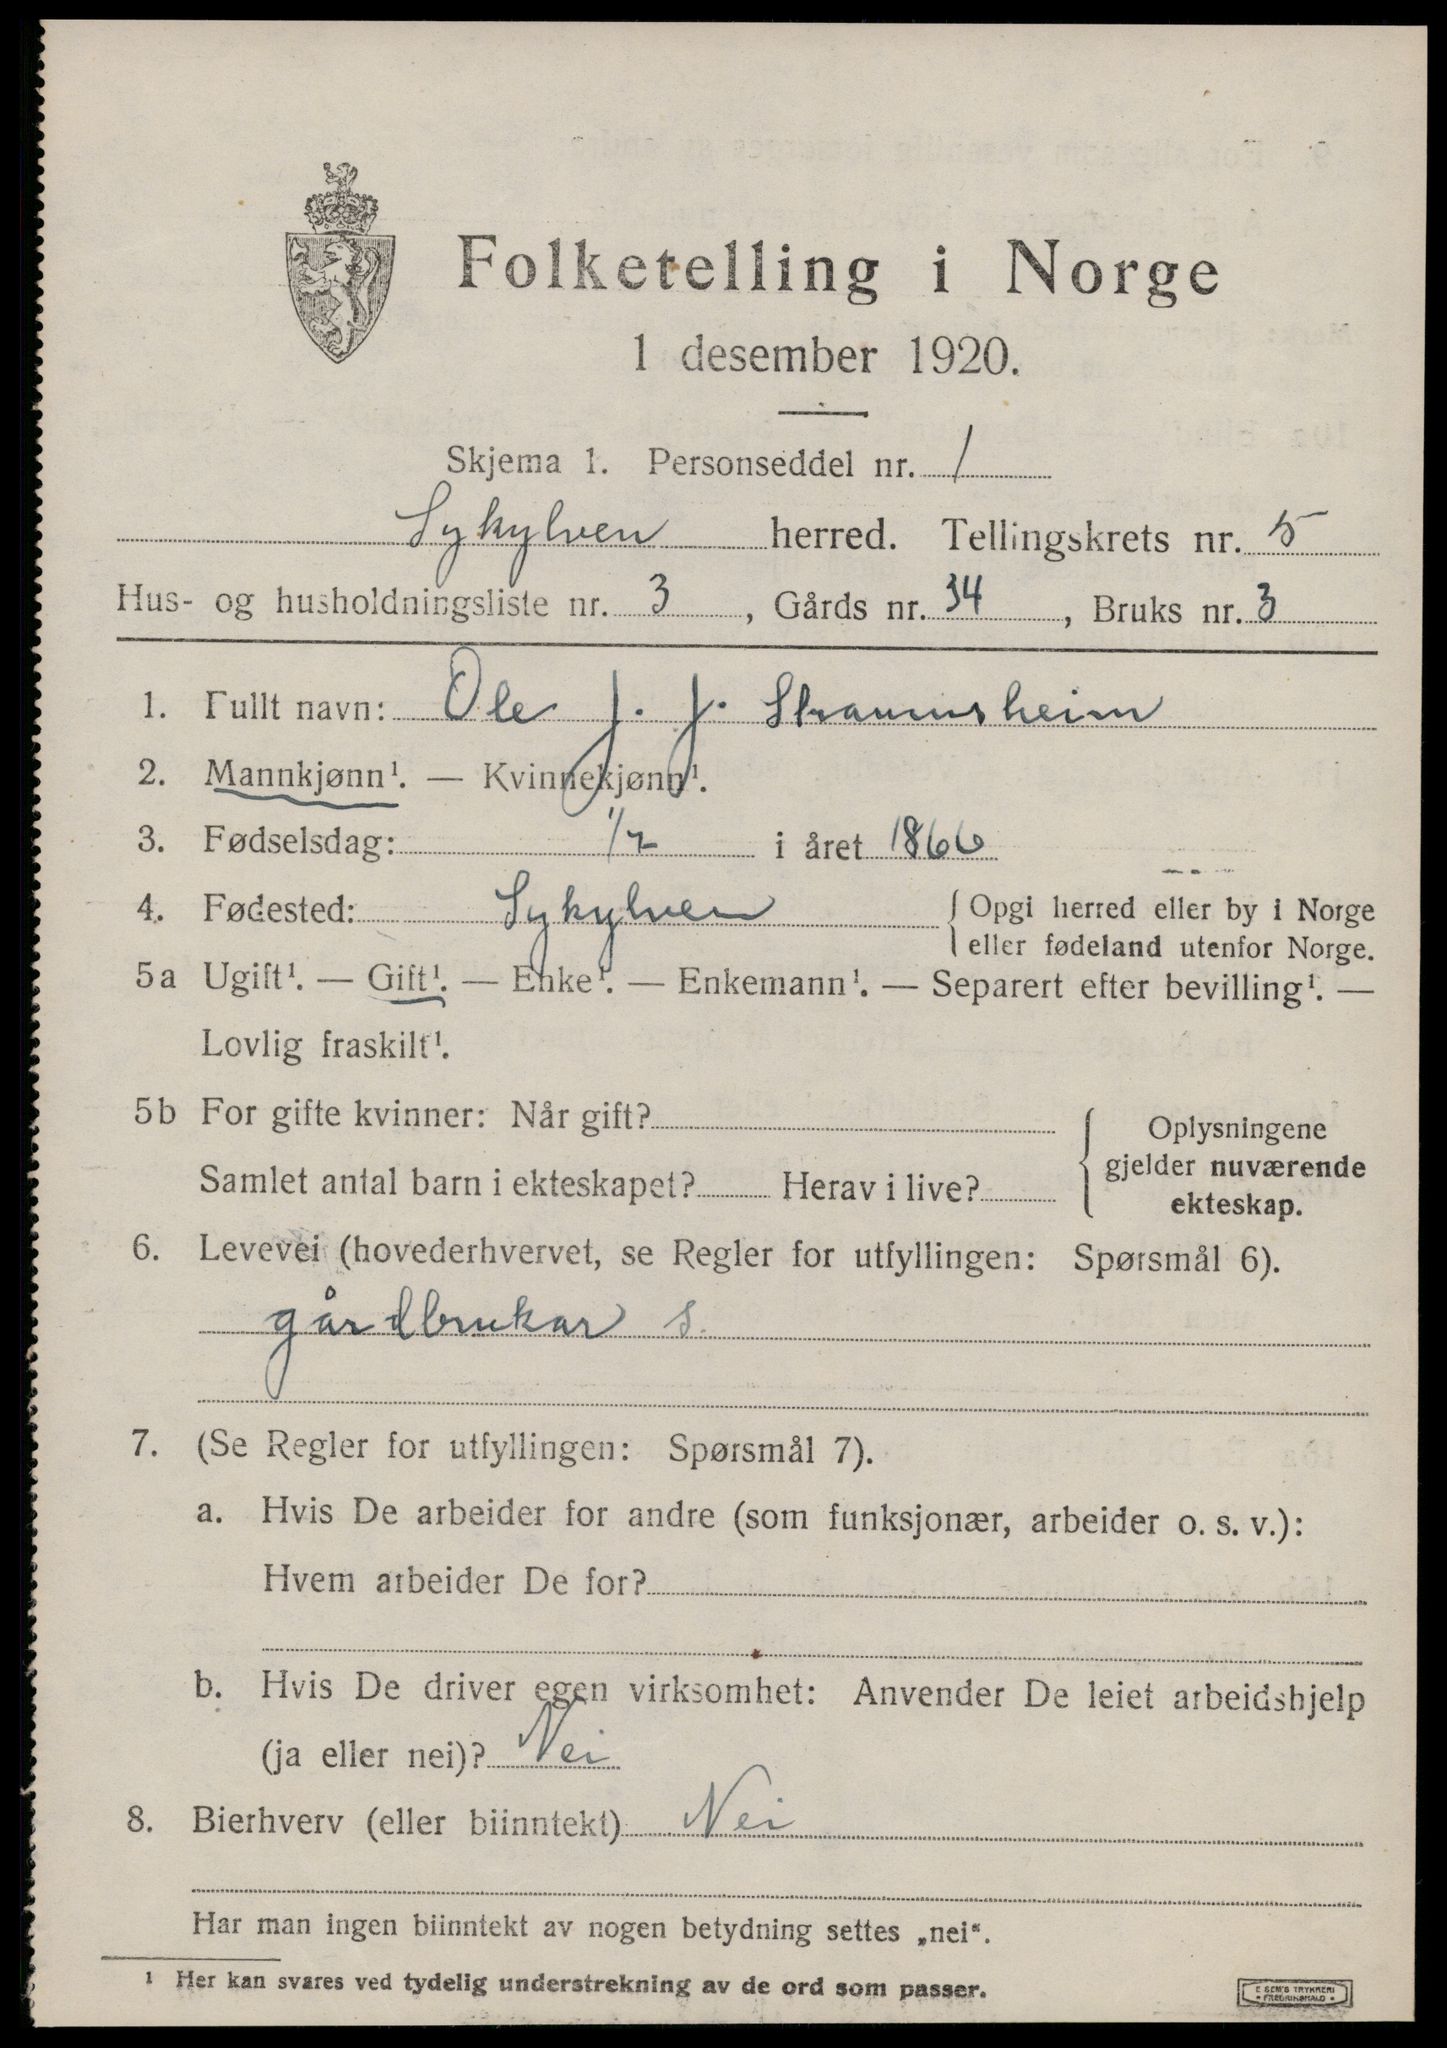 Folketelling i Norge
1 desember 1920.
Skjema 1. Personseddel nr. 1
Sykylven herred. Tellingskrets nr. 5
Hus- og husholdningsliste nr. 3, Gårds nr. 34, Bruks nr. 3
1. Fullt navn: Ole J. J. Straumsheim
2. Mannkjønn¹. — Kvinnekjønn¹.
3. Fødselsdag: 1/2 i året 1866
4. Fødested: Sykylven { Opgi herred eller by i Norge
eller fødeland utenfor Norge.
5a Ugift¹. — Gift¹. — Enke¹. — Enkemann¹. — Separert efter bevilling¹. —
Lovlig fraskilt¹.
5b For gifte kvinner: Når gift?
Samlet antal barn i ekteskapet? Herav i live?
Oplysningene
gjelder nuværende
ekteskap.
6. Levevei (hovederhvervet, se Regler for utfyllingen: Spørsmål 6).
gårdbrukar s.
7. (Se Regler for utfyllingen: Spørsmål 7).
a. Hvis De arbeider for andre (som funksjonær, arbeider o. s. v.):
Hvem arbeider De for?
b. Hvis De driver egen virksomhet: Anvender De leiet arbeidshjelp
(ja eller nei)? Nei
8. Bierhverv (eller biinntekt) Nei
Har man ingen biinntekt av nogen betydning settes „nei“.
¹ Her kan svares ved tydelig understrekning av de ord som passer.
E SEM'S TRYKKERI
• FREDRIKSHALD •